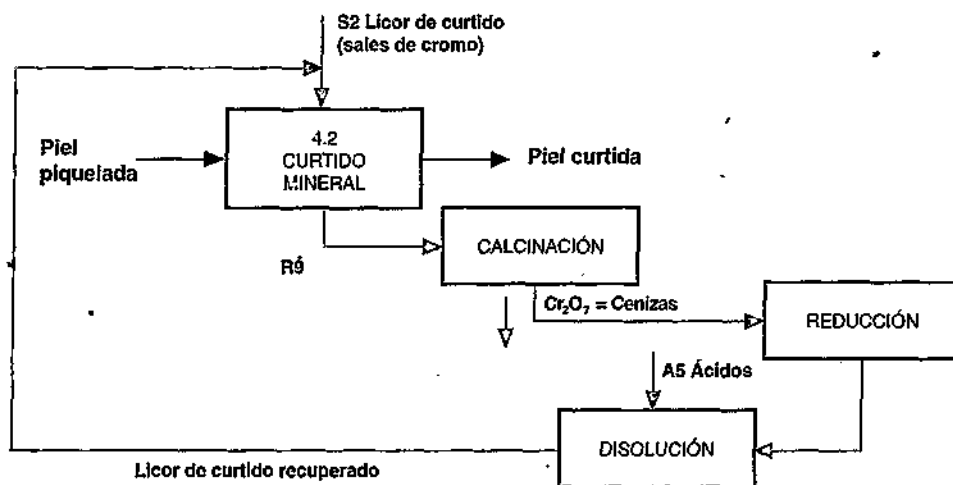 S2 Licor de curtido
(sales de cromo)
Piel
piquelada
4.2
CURTIDO
MINERAL
Piel curtida
R9
CALCINACIÓN
Cr₂O₇ = Cenizas
REDUCCIÓN
A5 Ácidos
DISOLUCIÓN
Licor de curtido recuperado